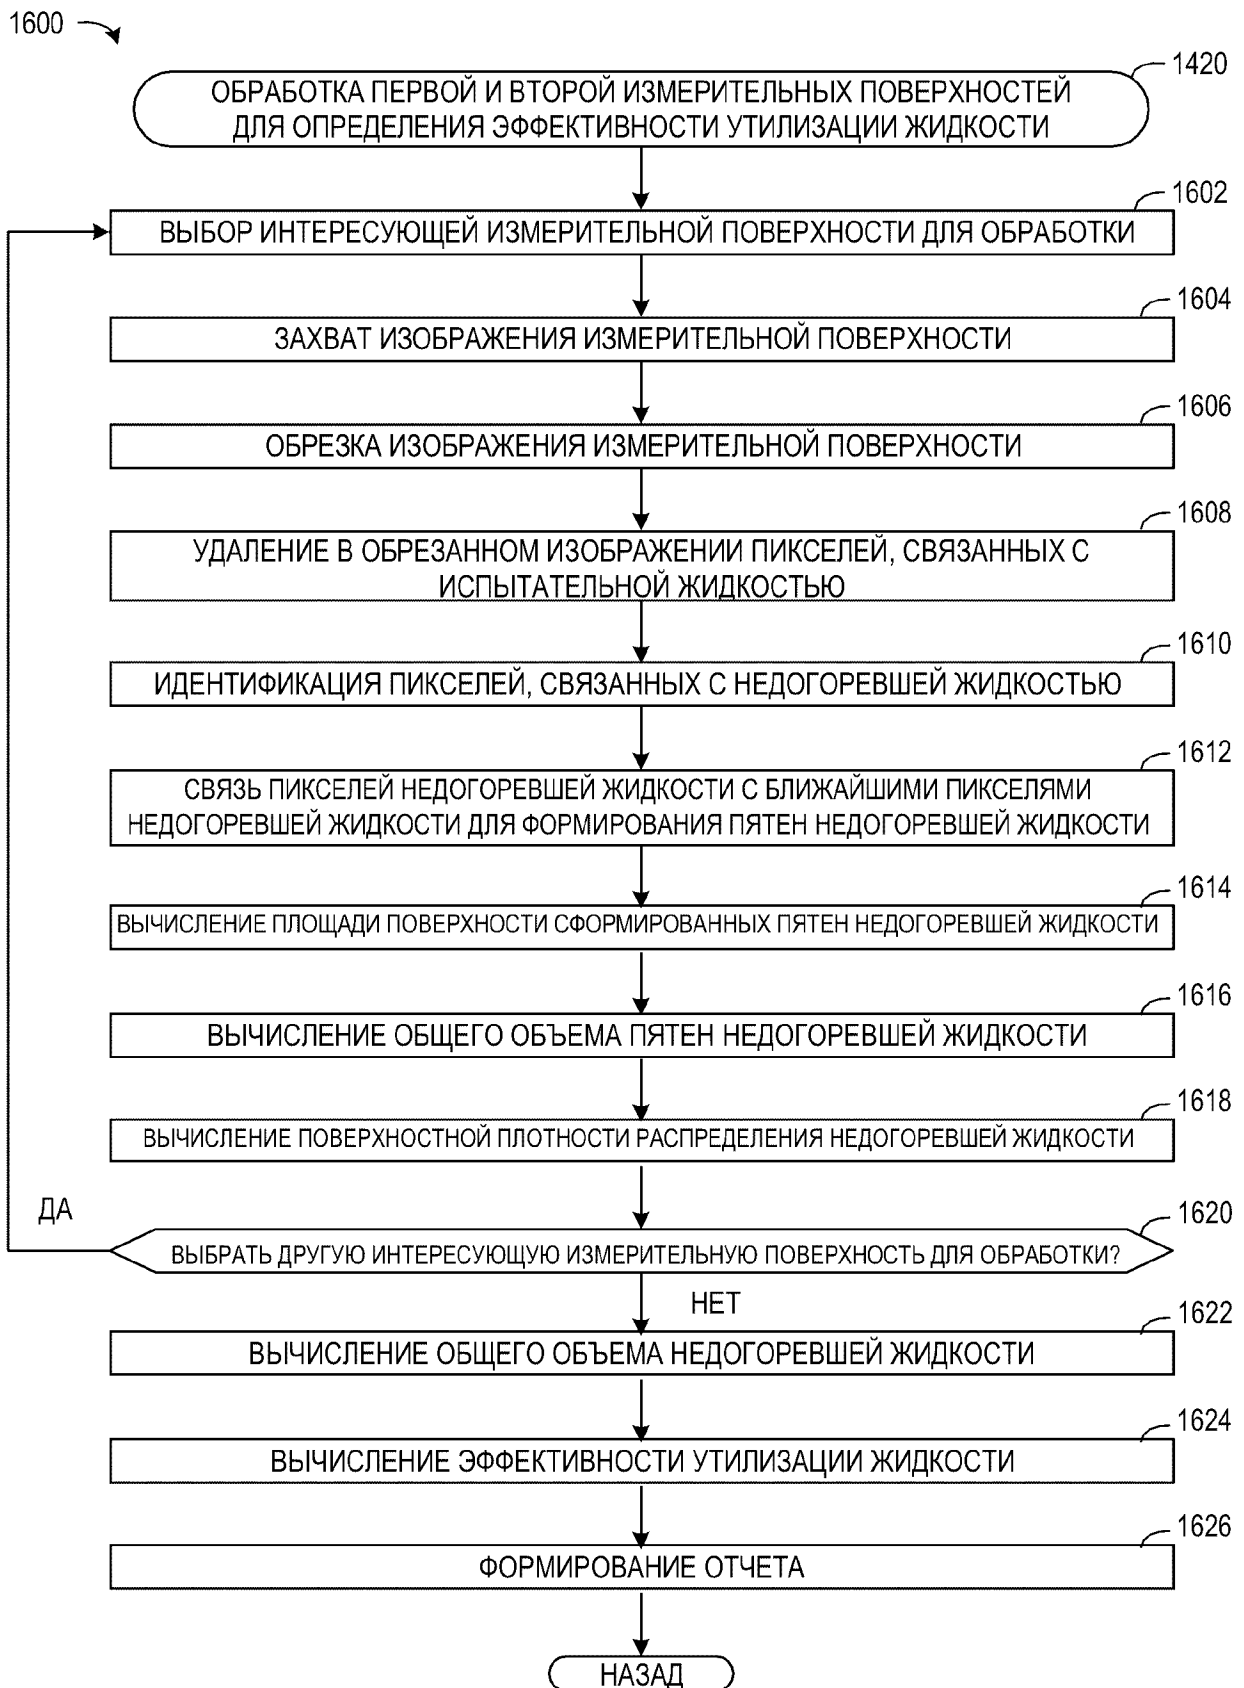 1600
1420
ОБРАБОТКА ПЕРВОЙ И ВТОРОЙ ИЗМЕРИТЕЛЬНЫХ ПОВЕРХНОСТЕЙ
ДЛЯ ОПРЕДЕЛЕНИЯ ЭФФЕКТИВНОСТИ УТИЛИЗАЦИИ ЖИДКОСТИ
1602
ВЫБОР ИНТЕРЕСУЮЩЕЙ ИЗМЕРИТЕЛЬНОЙ ПОВЕРХНОСТИ ДЛЯ ОБРАБОТКИ
1604
ЗАХВАТ ИЗОБРАЖЕНИЯ ИЗМЕРИТЕЛЬНОЙ ПОВЕРХНОСТИ
1606
ОБРЕЗКА ИЗОБРАЖЕНИЯ ИЗМЕРИТЕЛЬНОЙ ПОВЕРХНОСТИ
1608
УДАЛЕНИЕ В ОБРЕЗАННОМ ИЗОБРАЖЕНИИ ПИКСЕЛЕЙ, СВЯЗАННЫХ С
ИСПЫТАТЕЛЬНОЙ ЖИДКОСТЬЮ
1610
ИДЕНТИФИКАЦИЯ ПИКСЕЛЕЙ, СВЯЗАННЫХ С НЕДОГОРЕВШЕЙ ЖИДКОСТЬЮ
1612
СВЯЗЬ ПИКСЕЛЕЙ НЕДОГОРЕВШЕЙ ЖИДКОСТИ С БЛИЖАЙШИМИ ПИКСЕЛЯМИ
НЕДОГОРЕВШЕЙ ЖИДКОСТИ ДЛЯ ФОРМИРОВАНИЯ ПЯТЕН НЕДОГОРЕВШЕЙ ЖИДКОСТИ
1614
ВЫЧИСЛЕНИЕ ПЛОЩАДИ ПОВЕРХНОСТИ СФОРМИРОВАННЫХ ПЯТЕН НЕДОГОРЕВШЕЙ ЖИДКОСТИ
1616
ВЫЧИСЛЕНИЕ ОБЩЕГО ОБЪЕМА ПЯТЕН НЕДОГОРЕВШЕЙ ЖИДКОСТИ
1618
ВЫЧИСЛЕНИЕ ПОВЕРХНОСТНОЙ ПЛОТНОСТИ РАСПРЕДЕЛЕНИЯ НЕДОГОРЕВШЕЙ ЖИДКОСТИ
ДА
1620
ВЫБРАТЬ ДРУГУЮ ИНТЕРЕСУЮЩУЮ ИЗМЕРИТЕЛЬНУЮ ПОВЕРХНОСТЬ ДЛЯ ОБРАБОТКИ?
НЕТ
1622
ВЫЧИСЛЕНИЕ ОБЩЕГО ОБЪЕМА НЕДОГОРЕВШЕЙ ЖИДКОСТИ
1624
ВЫЧИСЛЕНИЕ ЭФФЕКТИВНОСТИ УТИЛИЗАЦИИ ЖИДКОСТИ
1626
ФОРМИРОВАНИЕ ОТЧЕТА
НАЗАД